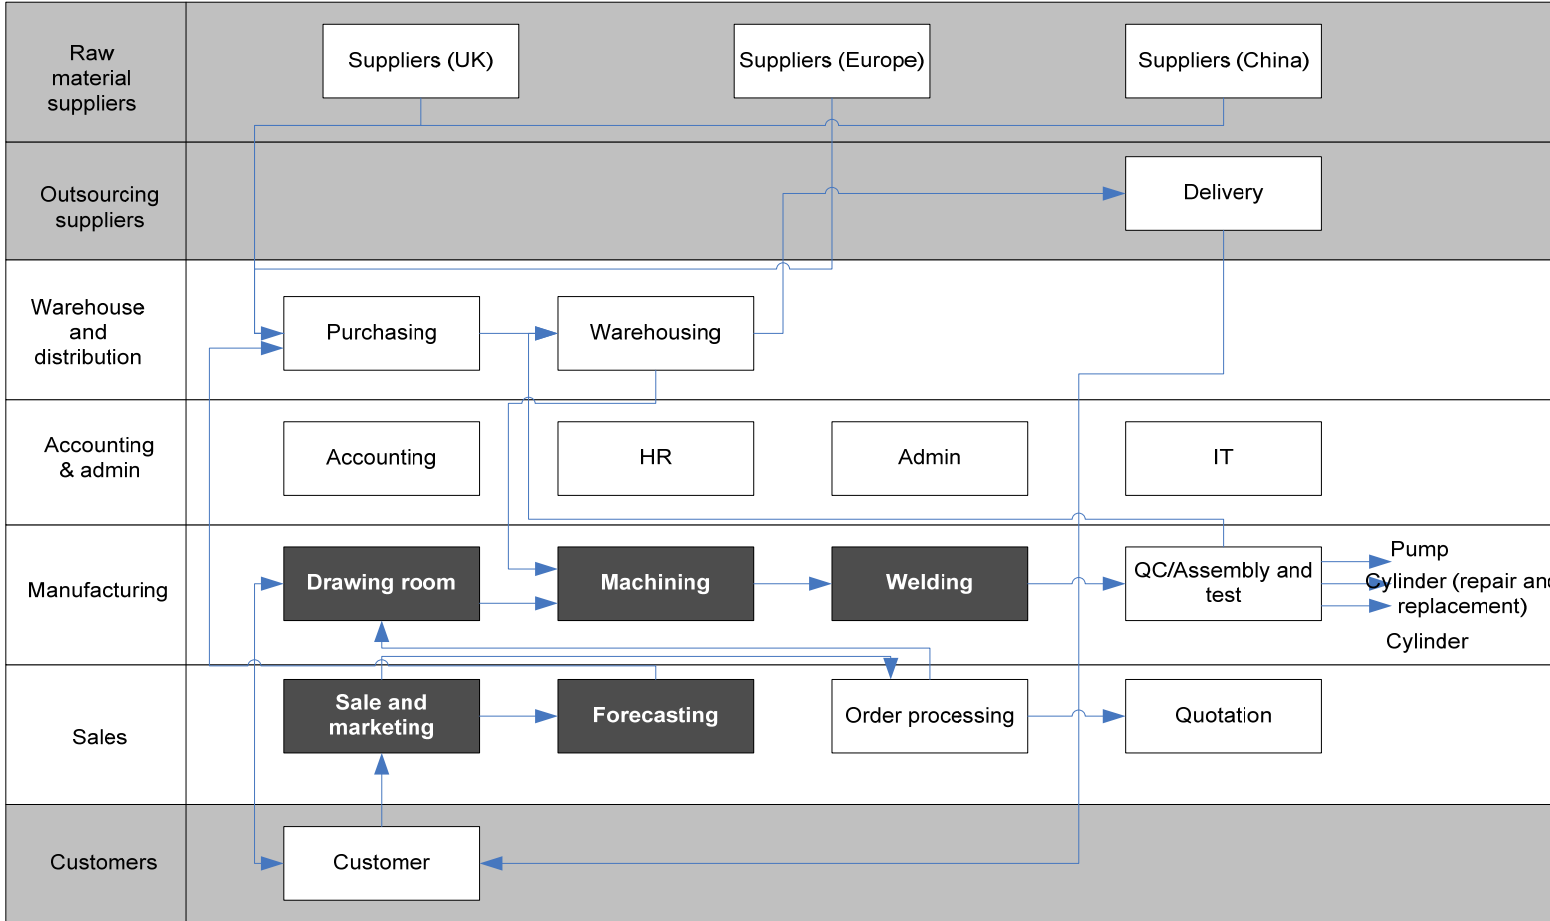 Raw
material
suppliers
Suppliers (UK)
Suppliers (Europe)
Suppliers (China)
Outsourcing
suppliers
Delivery
Warehouse
and
distribution
Purchasing
Warehousing
Accounting
& admin
Accounting
HR
Admin
IT
Manufacturing
Drawing room
Machining
Welding
QC/Assembly and
test
Pump
Cylinder (repair and
replacement)
Cylinder
Sales
Sale and
marketing
Forecasting
Order processing
Quotation
Customers
Customer